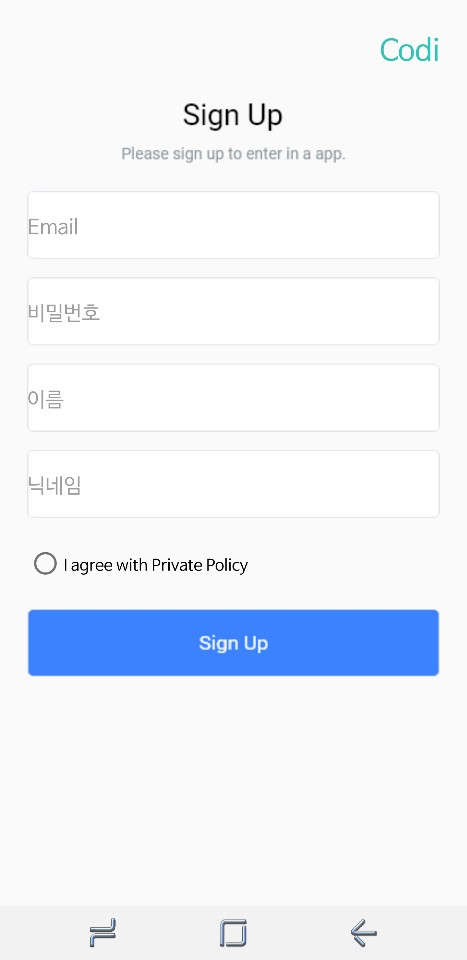 Codi
Sign Up
Please sign up to enter in a app.
Email
비밀번호
이름
닉네임
I agree with Private Policy
Sign Up